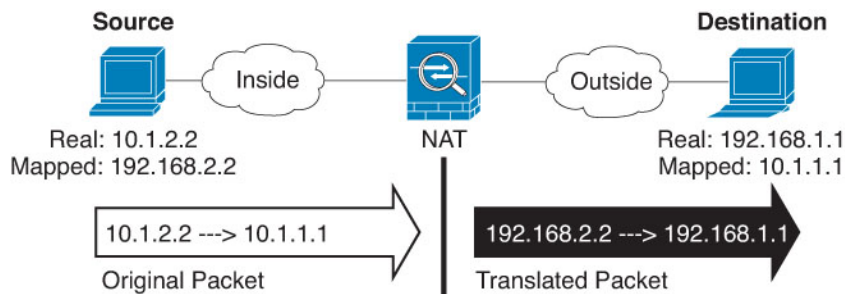 Source
Destination
Inside
Outside
NAT
Real: 10.1.2.2
Mapped: 192.168.2.2
Real: 192.168.1.1
Mapped: 10.1.1.1
10.1.2.2 ---> 10.1.1.1
192.168.2.2 ---> 192.168.1.1
Original Packet
Translated Packet